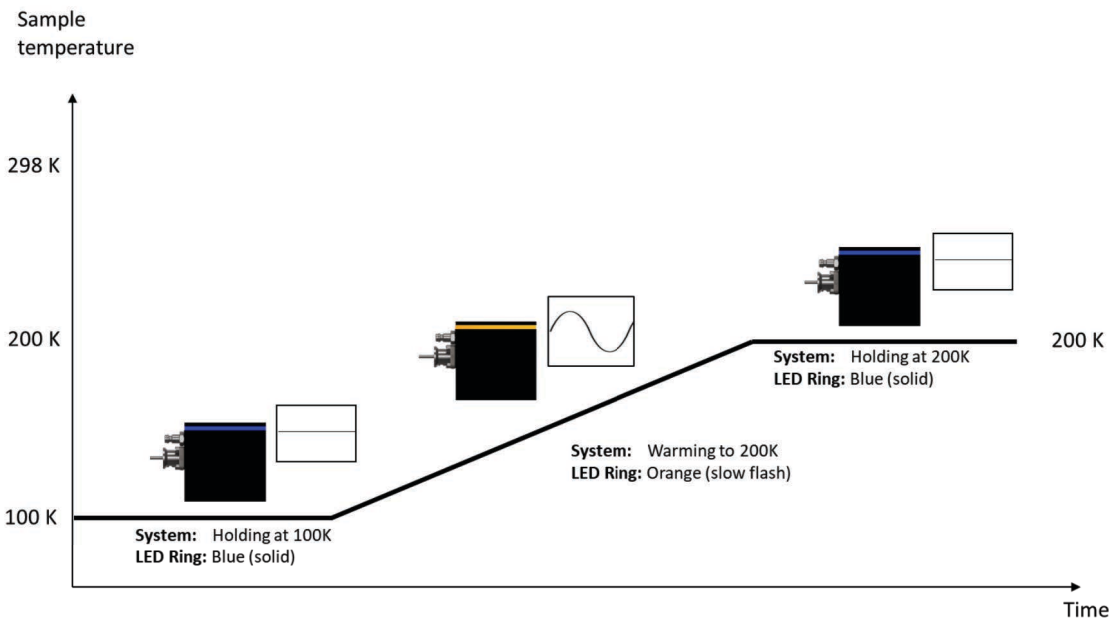 Sample
temperature
298 K
200 K
200 K
System: Holding at 200K
LED Ring: Blue (solid)
System: Warming to 200K
LED Ring: Orange (slow flash)
100 K
System: Holding at 100K
LED Ring: Blue (solid)
Time